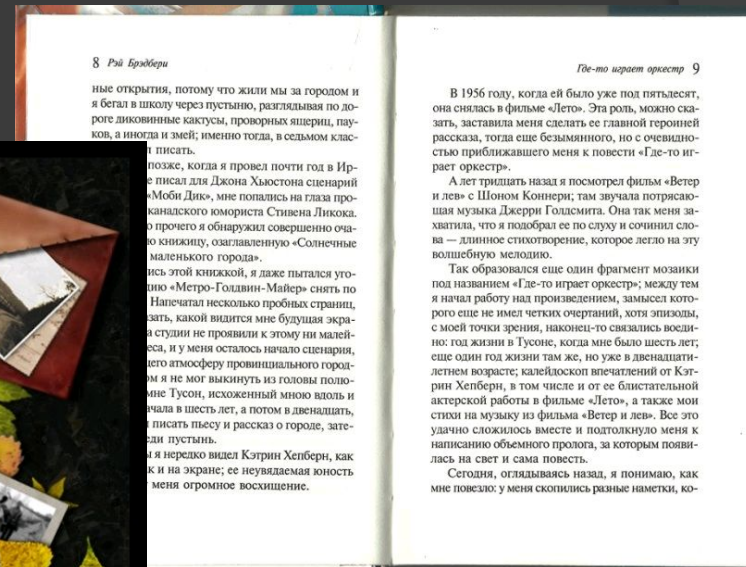 8 Рэй Брэдбери
ные открытия, потому что жили мы за городом и
я бегал в школу через пустыню, разглядывая по до-
роге диковинные кактусы, проворных ящериц, пау-
ков, а иногда и змей; именно тогда, в седьмом клас-
л писать.
позже, когда я провел почти год в Ир-
е писал для Джона Хьюстона сценарий
«Моби Дик», мне попались на глаза про-
канадского юмориста Стивена Ликока.
о прочего я обнаружил совершенно оча-
ю книжицу, озаглавленную «Солнечные
маленького города».
ись этой книжкой, я даже пытался уго-
дию «Метро-Голдвин-Майер» снять по
Напечатал несколько пробных страниц,
азать, какой видится мне будущая экра-
а студии не проявили к этому ни малей-
еса, и у меня осталось начало сценария,
щего атмосферу провинциального город-
ом я не мог выкинуть из головы полю-
мне Тусон, исхоженный мною вдоль и
ачала в шесть лет, а потом в двенадцать,
писать пьесу и рассказ о городе, зате-
еди пустынь.
ы я нередко видел Кэтрин Хепберн, как
к и на экране; ее неувядаемая юность
меня огромное восхищение.
Где-то играет оркестр 9
В 1956 году, когда ей было уже под пятьдесят,
она снялась в фильме «Лето». Эта роль, можно ска-
зать, заставила меня сделать ее главной героиней
рассказа, тогда еще безымянного, но с очевидно-
стью приближавшего меня к повести «Где-то иг-
рает оркестр».
А лет тридцать назад я посмотрел фильм «Ветер
и лев» с Шоном Коннери; там звучала потрясаю-
щая музыка Джерри Голдсмита. Она так меня за-
хватила, что я подобрал ее по слуху и сочинил сло-
ва — длинное стихотворение, которое легло на эту
волшебную мелодию.
Так образовался еще один фрагмент мозаики
под названием «Где-то играет оркестр»; между тем
я начал работу над произведением, замысел кото-
рого еще не имел четких очертаний, хотя эпизоды,
с моей точки зрения, наконец-то связались воеди-
но: год жизни в Тусоне, когда мне было шесть лет;
еще один год жизни там же, но уже в двенадцати-
летнем возрасте; калейдоскоп впечатлений от Кэт-
рин Хепберн, в том числе и от ее блистательной
актерской работы в фильме «Лето», а также мои
стихи на музыку из фильма «Ветер и лев». Все это
удачно сложилось вместе и подтолкнуло меня к
написанию объемного пролога, за которым появи-
лась на свет и сама повесть.
Сегодня, оглядываясь назад, я понимаю, как
мне повезло: у меня скопились разные наметки, ко-